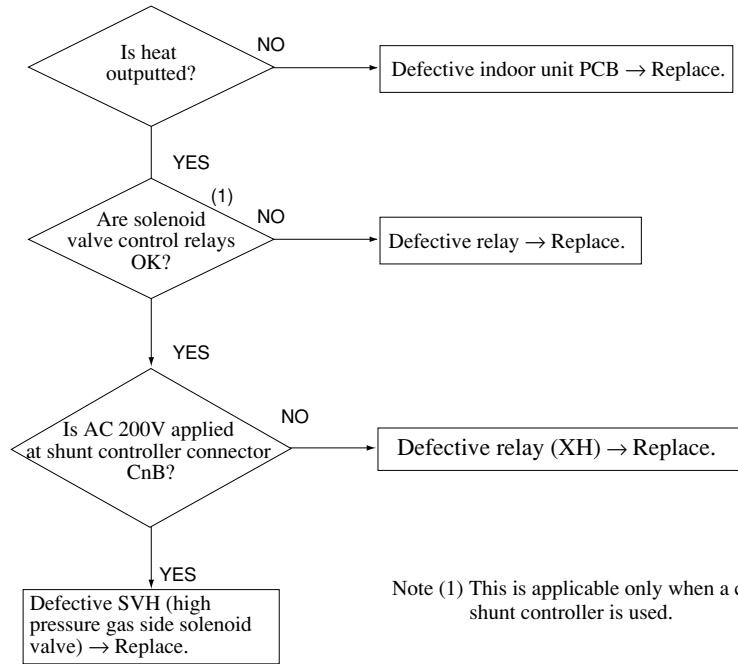 Is heat
outputted?
NO
Defective indoor unit PCB → Replace.
YES
(1)
Are solenoid
valve control relays
OK?
NO
Defective relay → Replace.
YES
Is AC 200V applied
at shunt controller connector
CnB?
NO
Defective relay (XH) → Replace.
YES
Defective SVH (high
pressure gas side solenoid
valve) → Replace.
Note (1) This is applicable only when a
shunt controller is used.